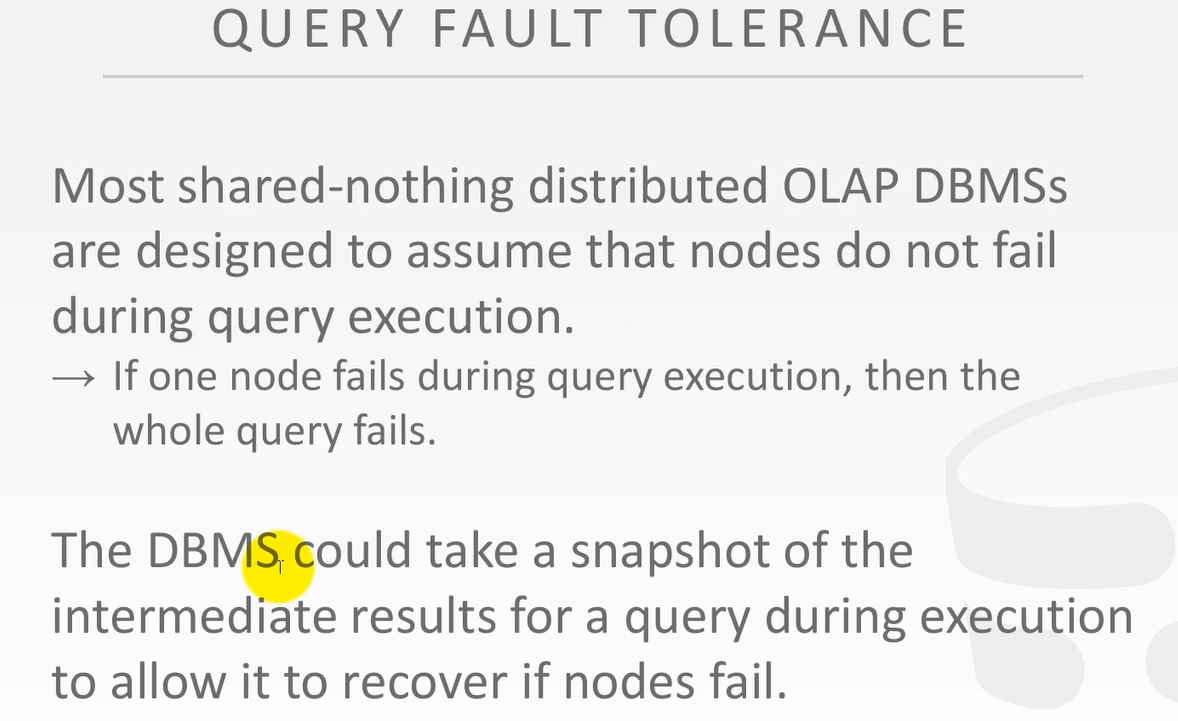 QUERY FAULT TOLERANCE
Most shared-nothing distributed OLAP DBMSs
are designed to assume that nodes do not fail
during query execution.
→ If one node fails during query execution, then the
whole query fails.
The DBMS could take a snapshot of the
intermediate results for a query during execution
to allow it to recover if nodes fail.